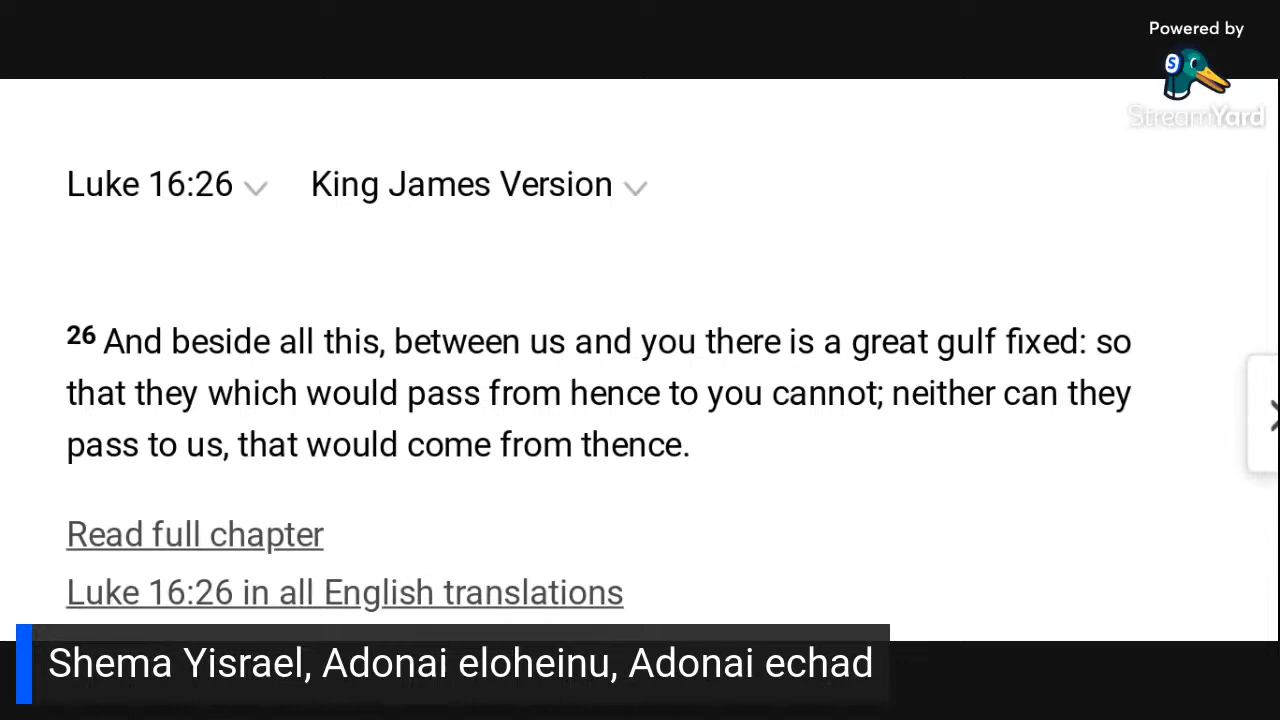 Powered by
S
StreamYard
Luke 16:26 King James Version
26 And beside all this, between us and you there is a great gulf fixed: so
that they which would pass from hence to you cannot; neither can they
pass to us, that would come from thence.
Read full chapter
Luke 16:26 in all English translations
Shema Yisrael, Adonai eloheinu, Adonai echad